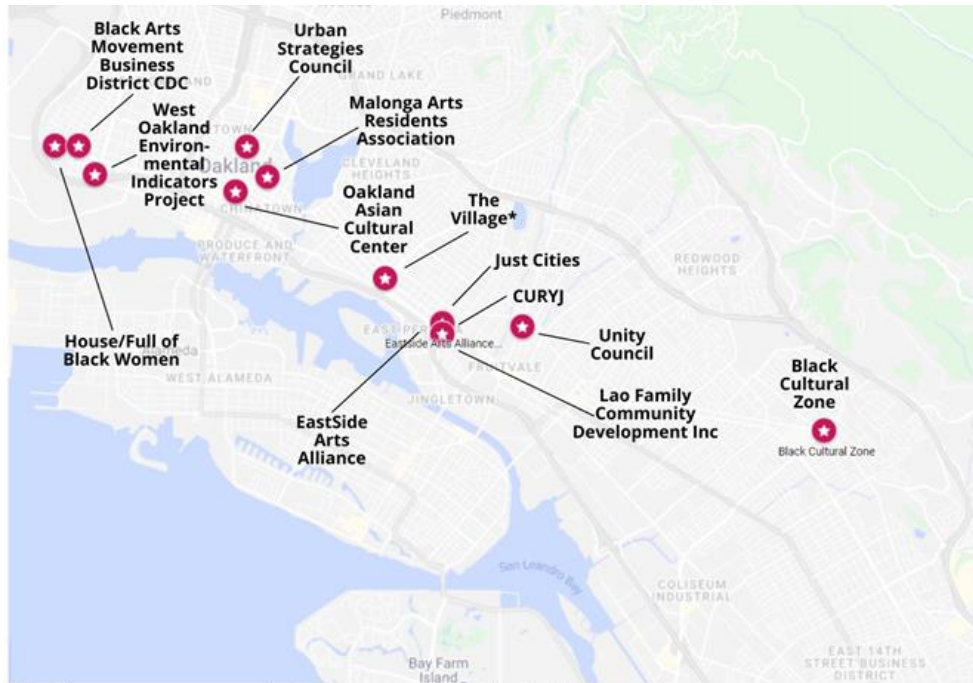 Piedmont
Black Arts
Movement
Business
District CDC
Urban
Strategies
Council
GRAND LAKE
West
Oakland
Environ-
mental
Indicators
Project
Malonga Arts
Residents
Association
Oakland
CLEVELAND
HEIGHTS
CHINATOWN
Oakland
Asian
Cultural
Center
The
Village*
PRODUCE AND
WATERFRONT
REDWOOD
HEIGHTS
Just Cities
CURYJ
House/Full of
Black Women
Alameda
WEST ALAMEDA
Eastside Arts Alliance...
Unity
Council
FRUITVALE
JINGLETOWN
Black
Cultural
Zone
Black Cultural Zone
Lao Family
Community
Development Inc
EastSide
Arts
Alliance
San Leandro Bay
COLISEUM
INDUSTRIAL
EAST 14TH
STREET BUSINESS
DISTRICT
Bay Farm
Island